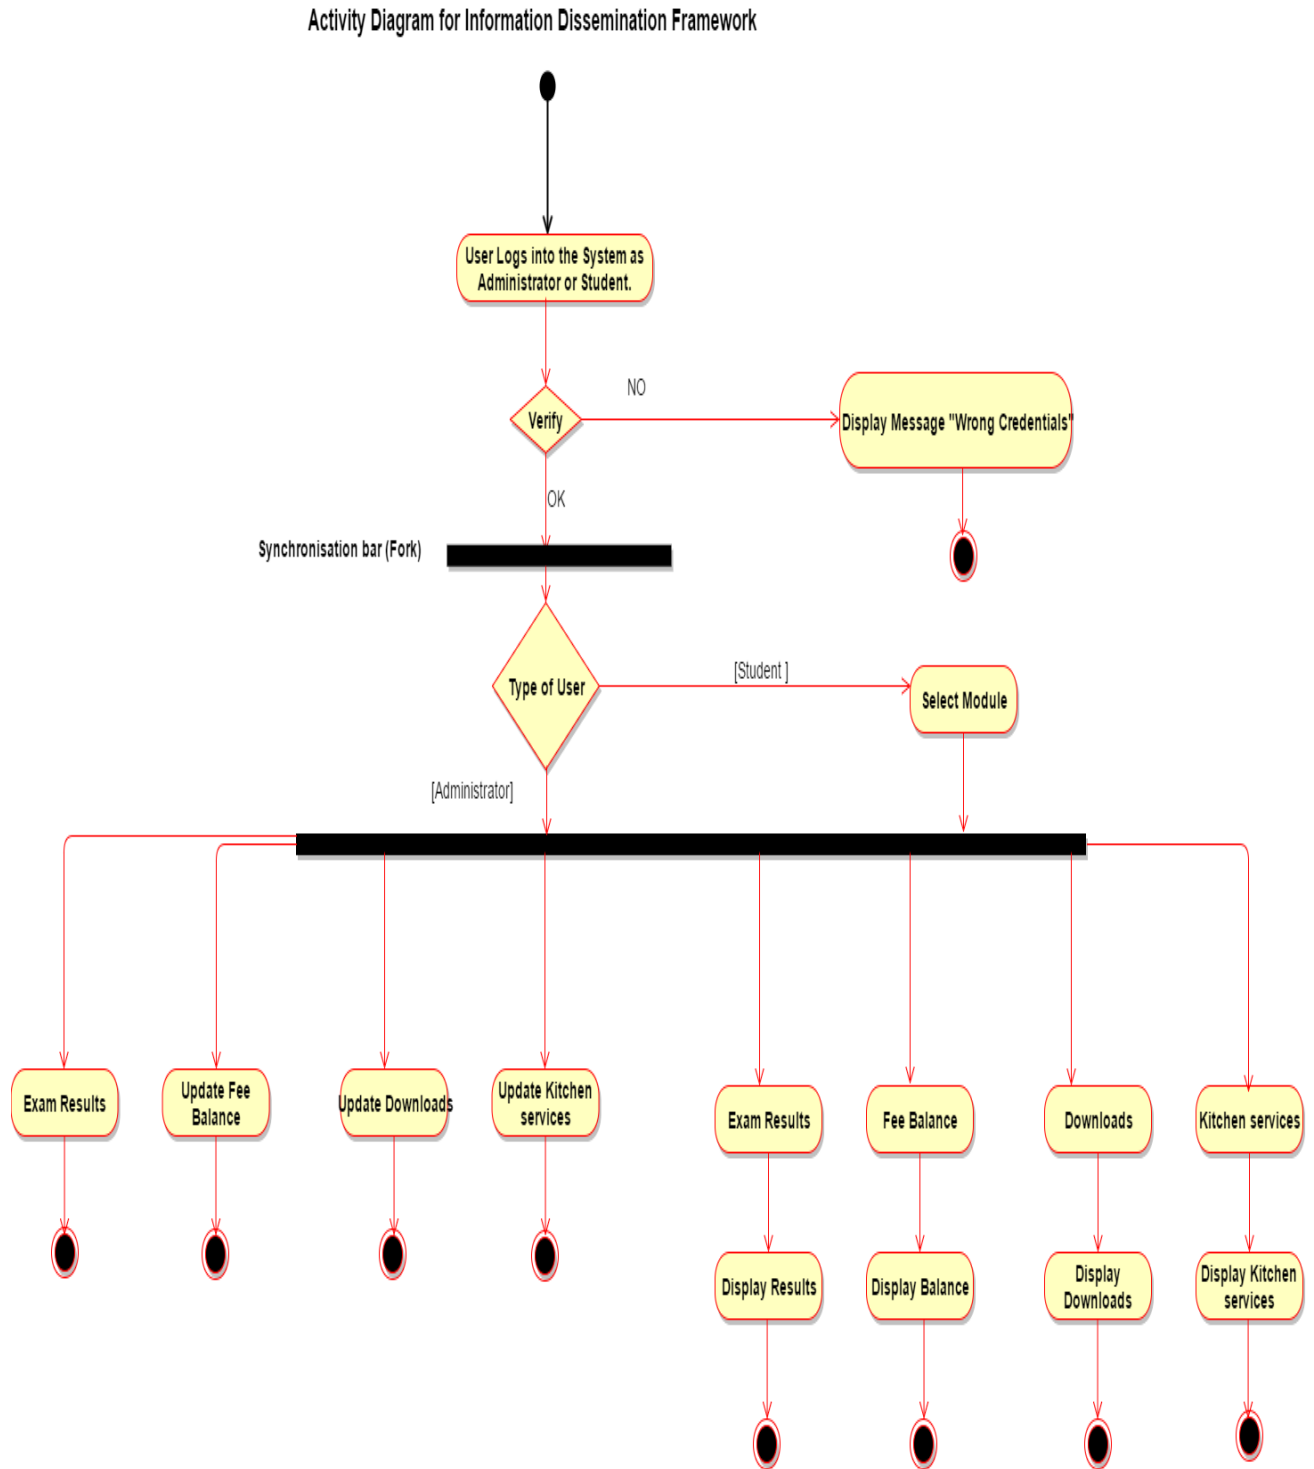 Activity Diagram for Information Dissemination Framework
User Logs into the System as
Administrator or Student.
Verify
NO
Display Message "Wrong Credentials"
OK
Synchronisation bar (Fork)
Type of User
[Student ]
Select Module
[Administrator]
Exam Results
Update Fee
Balance
Update Downloads
Update Kitchen
services
Exam Results
Fee Balance
Downloads
Kitchen services
Display Results
Display Balance
Display
Downloads
Display Kitchen
services